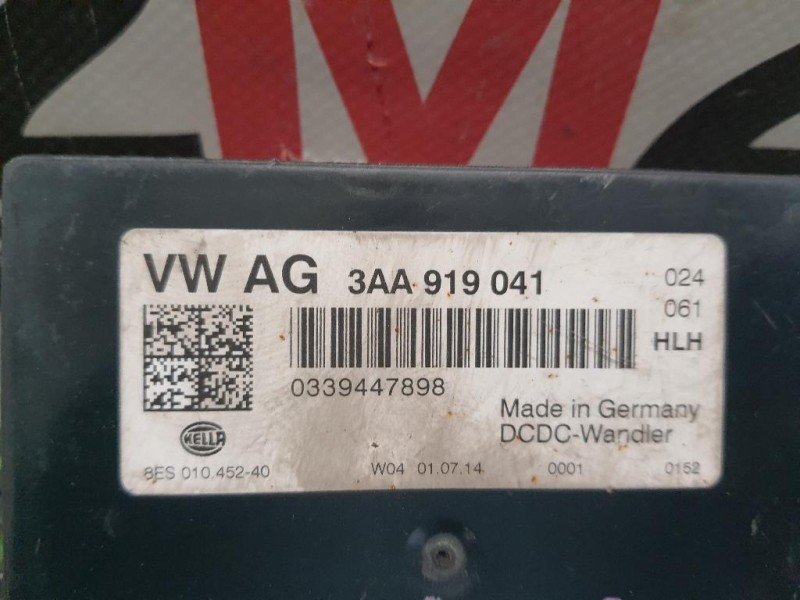 2M2
VW AG 3AA 919 041 024
061
HLH
0339447898
Made in Germany
HELLA DCDC-Wandler
8ES 010.452-40 W04 01.07.14 0001 0152